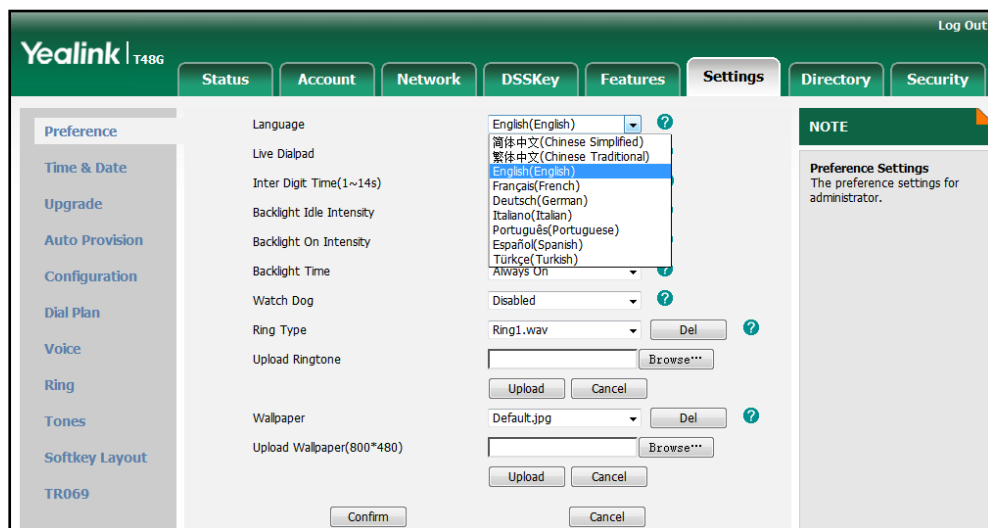 Log Out
Yealink | T48G
Status Account Network DSSKey Features Settings Directory Security
Preference
Time & Date
Upgrade
Auto Provision
Configuration
Dial Plan
Voice
Ring
Tones
Softkey Layout
TR069
Language English(English) ?
简体中文(Chinese Simplified)
繁体中文(Chinese Traditional)
English(English)
Français(French)
Deutsch(German)
Italiano(Italian)
Português(Portuguese)
Español(Spanish)
Türkçe(Turkish)
Live Dialpad
Inter Digit Time(1~14s)
Backlight Idle Intensity
Backlight On Intensity
Backlight Time Always On ?
Watch Dog Disabled ?
Ring Type Ring1.wav Del ?
Upload Ringtone Browse...
Upload Cancel
Wallpaper Default.jpg Del ?
Upload Wallpaper(800*480) Browse...
Upload Cancel
Confirm Cancel
NOTE
Preference Settings
The preference settings for
administrator.